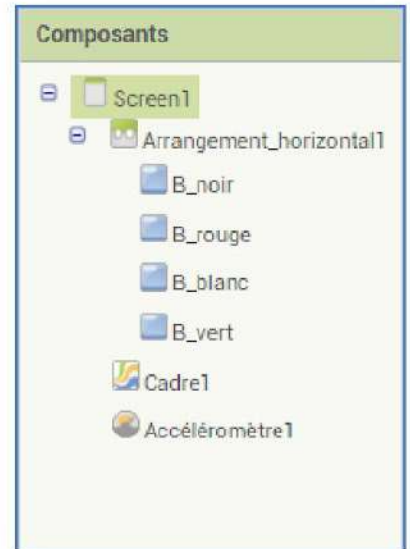 Composants
Screen1
Arrangement_horizontal1
B_noir
B_rouge
B_blanc
B_vert
Cadre1
Accéléromètre1